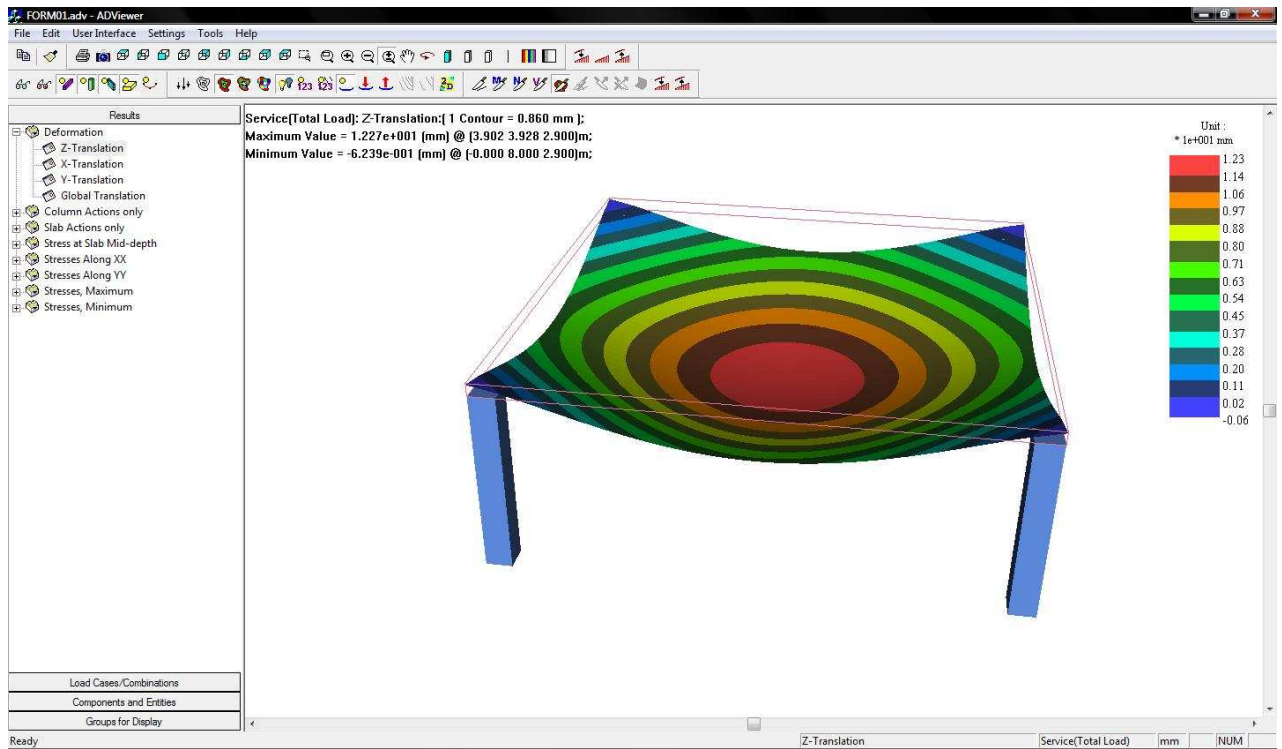 FORM01.adv - ADViewer
File Edit User Interface Settings Tools Help
Results
Deformation
Z-Translation
X-Translation
Y-Translation
Global Translation
Column Actions only
Slab Actions only
Stress at Slab Mid-depth
Stresses Along XX
Stresses Along YY
Stresses, Maximum
Stresses, Minimum
Load Cases/Combinations
Components and Entities
Groups for Display
Service(Total Load): Z-Translation:( 1 Contour = 0.860 mm );
Maximum Value = 1.227e+001 (mm) @ (3.902 3.928 2.900)m;
Minimum Value = -6.239e-001 (mm) @ (-0.000 8.000 2.900)m;
Unit :
* 1e+001 mm
1.23
1.14
1.06
0.97
0.88
0.80
0.71
0.63
0.54
0.45
0.37
0.28
0.20
0.11
0.02
-0.06
Ready Z-Translation Service(Total Load) mm NUM